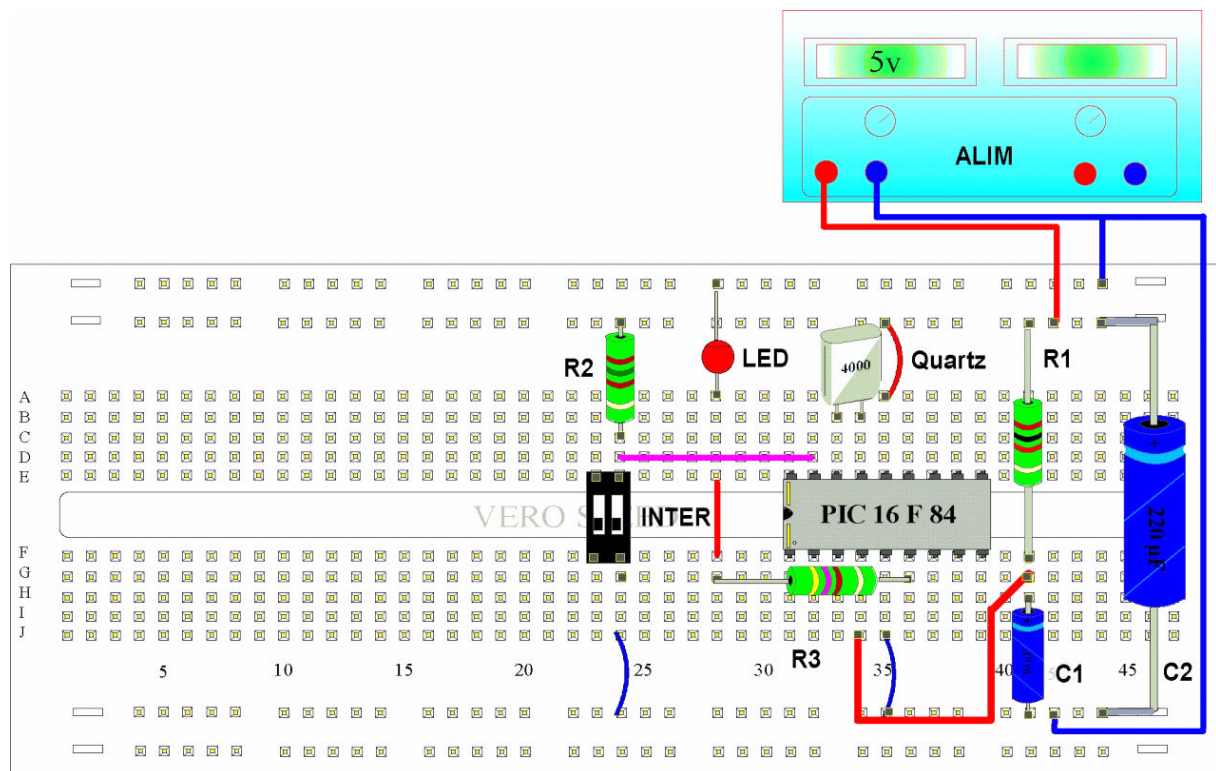 5v
ALIM
R2
LED
4000
Quartz
R1
A
B
C
D
E
INTER
PIC 16 F 84
220 µF
VERO
F
G
H
I
J
R3
C1
C2
5
10
15
20
25
30
35
40
45